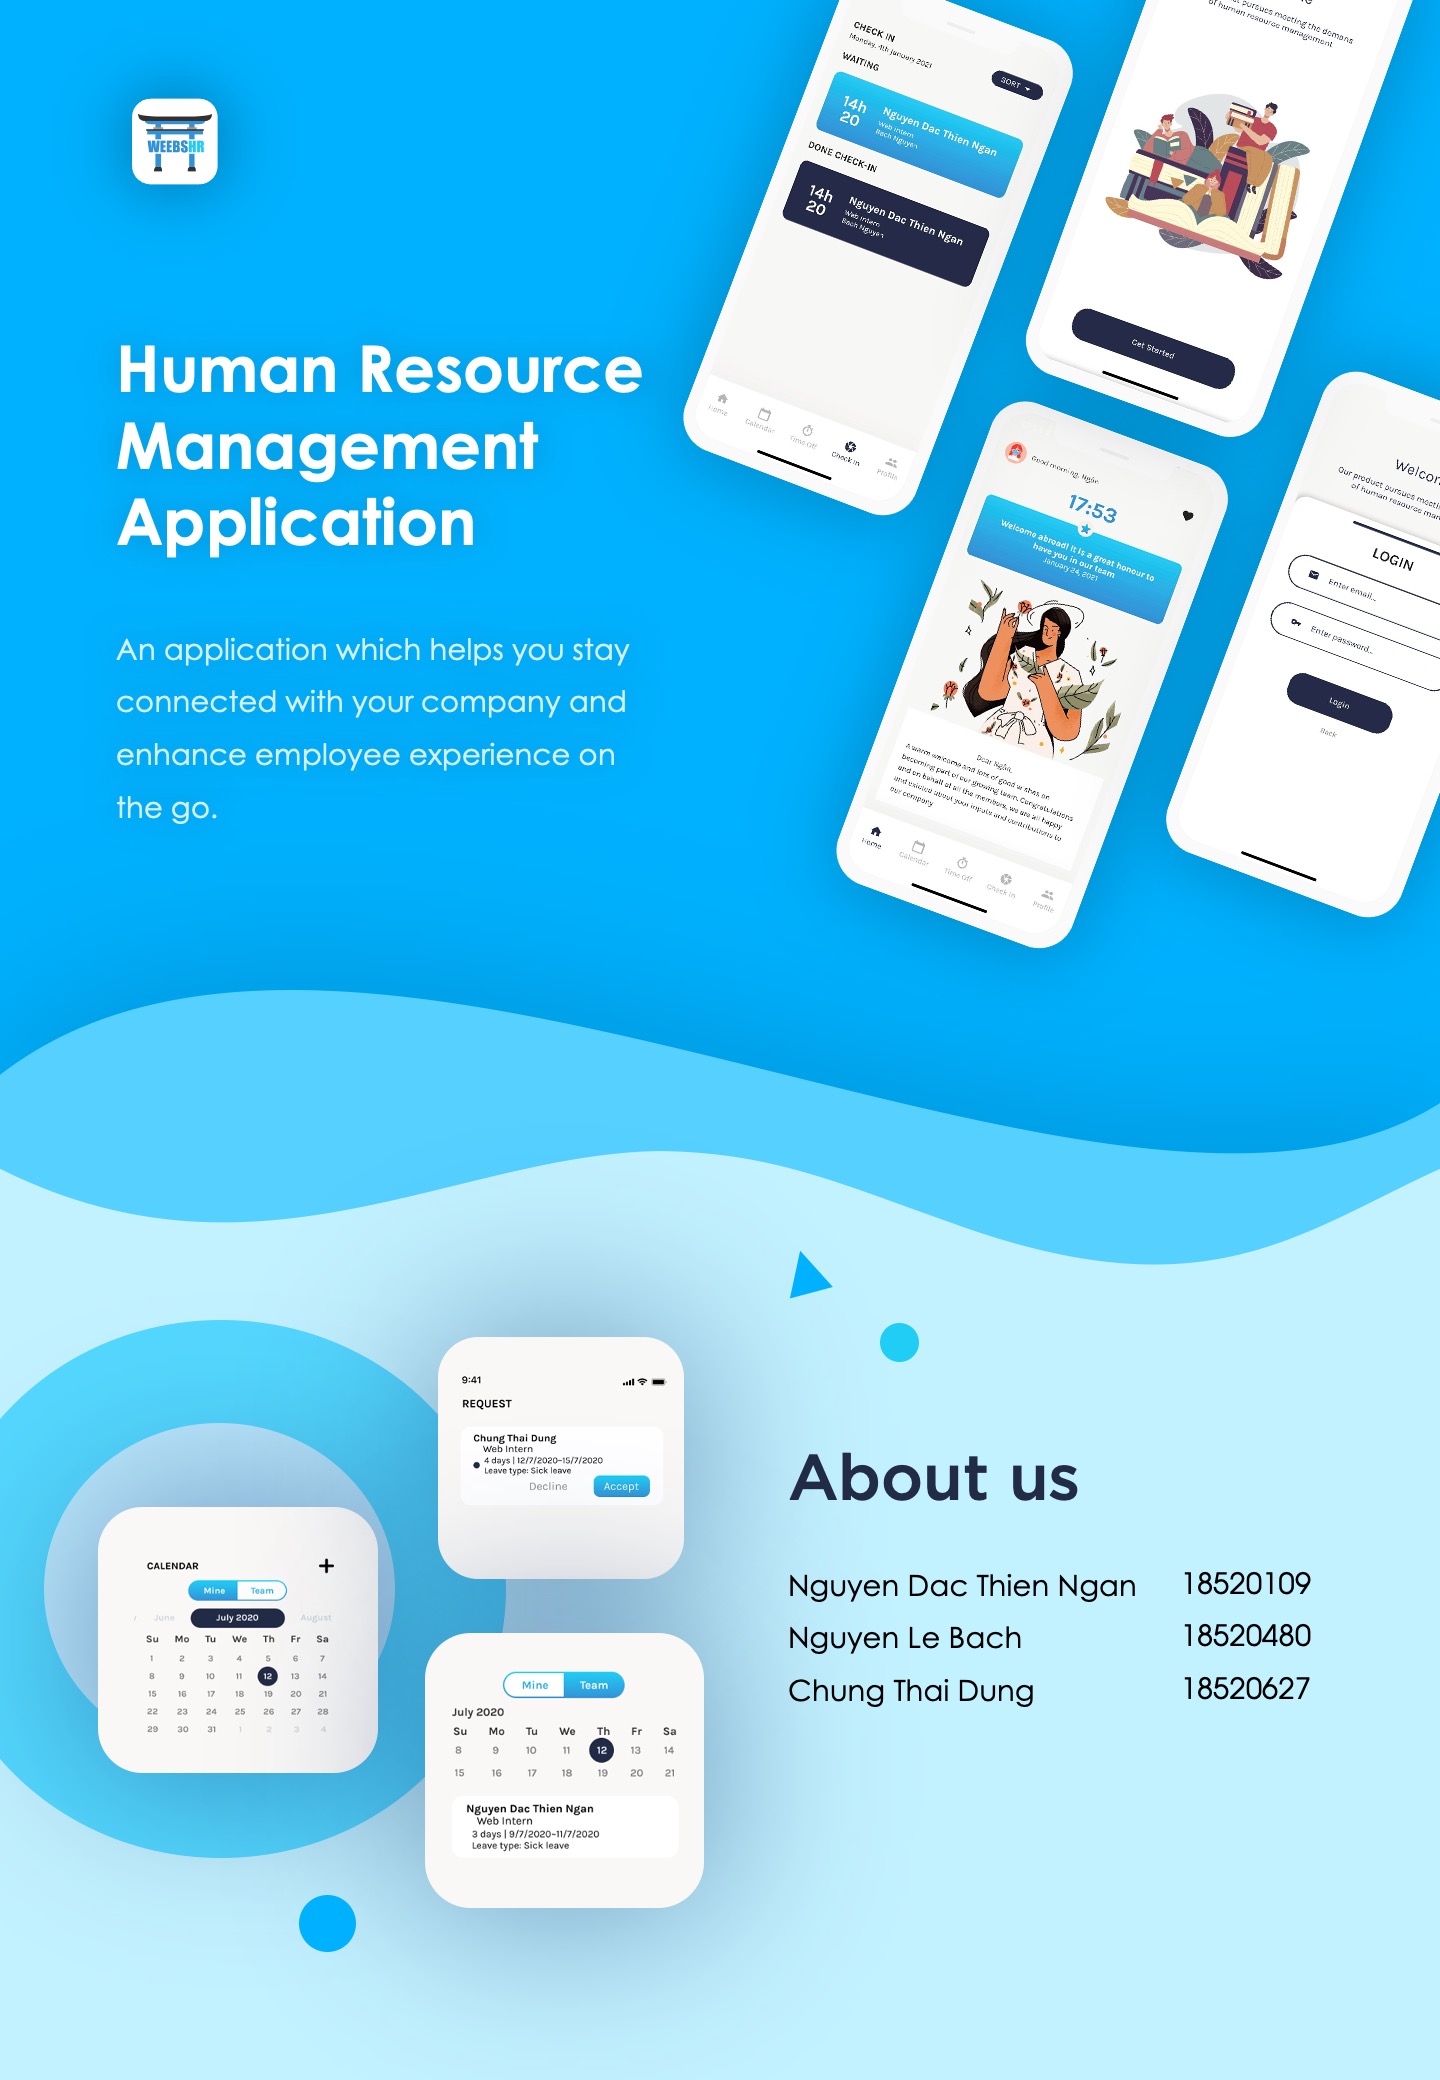 WEEBSHR
Human Resource
Management
Application
An application which helps you stay
connected with your company and
enhance employee experience on
the go.
CHECK IN
Monday, 4th January 2021
SORT
WAITING
14h
20
Nguyen Dac Thien Ngan
Web Intern
Bach Nguyen
DONE CHECK-IN
14h
20
Nguyen Dac Thien Ngan
Web Intern
Bach Nguyen
Home
Calendar
Time Off
Check in
Profile
pursues meeting the demans
of human resource management
Get Started
Good morning, Ngân
17:53
Welcome abroad! It is a great honour to
have you in our team
January 24, 2021
Dear Ngân,
A warm welcome and lots of good wishes on
becoming part of our growing team. Congratulations
and on behalf of all the members, we are all happy
and excited about your inputs and contributions to
our company
Home
Calendar
Time Off
Check in
Profile
Our product pursues
of human resource
LOGIN
Enter email...
Enter password...
Login
Back
9:41
REQUEST
Chung Thai Dung
Web Intern
4 days | 12/7/2020-15/7/2020
Leave type: Sick leave
Decline
Accept
CALENDAR
Mine Team
June July 2020 August
Su Mo Tu We Th Fr Sa
1 2 3 4 5 6 7
8 9 10 11 12 13 14
15 16 17 18 19 20 21
22 23 24 25 26 27 28
29 30 31 1 2 3 4
Mine Team
July 2020
Su Mo Tu We Th Fr Sa
8 9 10 11 12 13 14
15 16 17 18 19 20 21
Nguyen Dac Thien Ngan
Web Intern
3 days | 9/7/2020-11/7/2020
Leave type: Sick leave
About us
Nguyen Dac Thien Ngan 18520109
Nguyen Le Bach 18520480
Chung Thai Dung 18520627